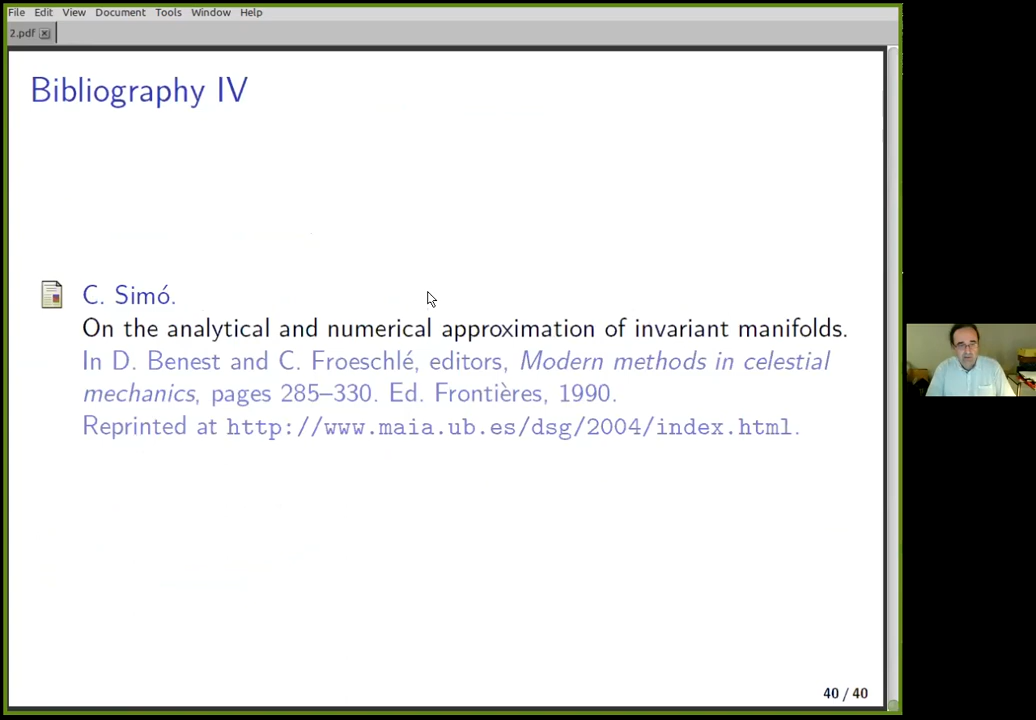 File Edit View Document Tools Window Help
2.pdf
Bibliography IV
C. Simó.
On the analytical and numerical approximation of invariant manifolds.
In D. Benest and C. Froeschlé, editors, Modern methods in celestial
mechanics, pages 285–330. Ed. Frontières, 1990.
Reprinted at http://www.maia.ub.es/dsg/2004/index.html.
40 / 40